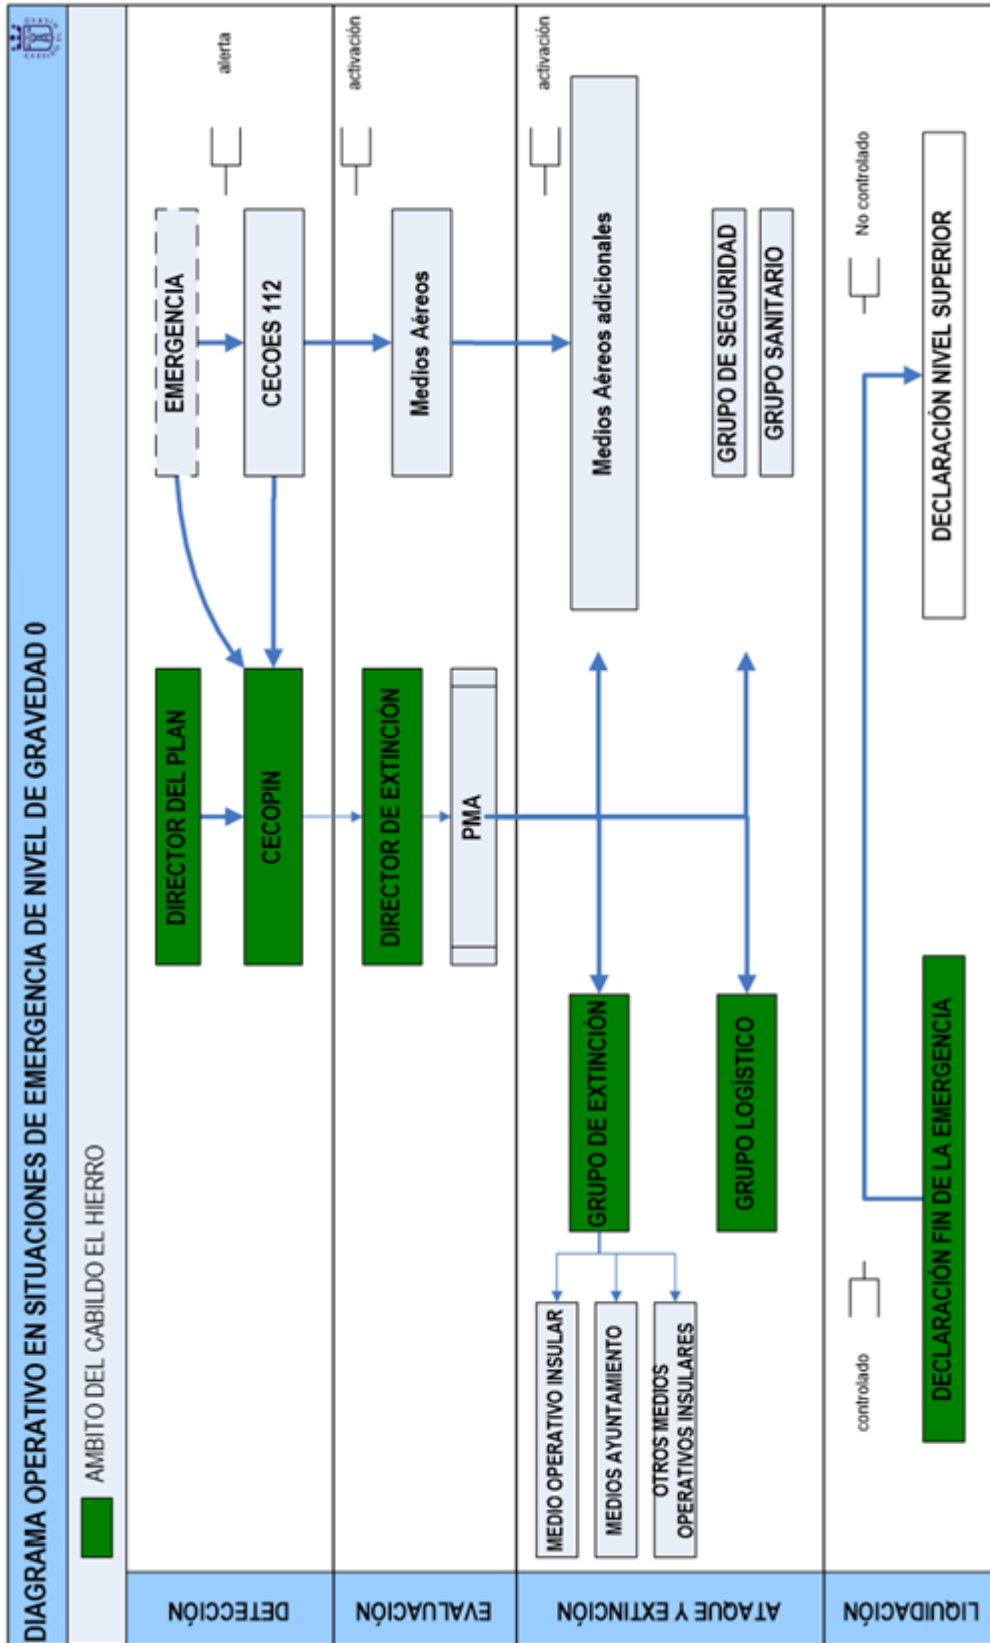 DIAGRAMA OPERATIVO EN SITUACIONES DE EMERGENCIA DE NIVEL DE GRAVEDAD 0
AMBITO DEL CABILDO EL HIERRO
DETECCIÓN
DIRECTOR DEL PLAN
EMERGENCIA
alerta
CECOPIN
CECOES 112
EVALUACIÓN
DIRECTOR DE EXTINCIÓN
Medios Aéreos
activación
PMA
ATAQUE Y EXTINCIÓN
MEDIO OPERATIVO INSULAR
MEDIOS AYUNTAMIENTO
OTROS MEDIOS
OPERATIVOS INSULARES
GRUPO DE EXTINCIÓN
Medios Aéreos adicionales
activación
GRUPO LOGÍSTICO
GRUPO DE SEGURIDAD
GRUPO SANITARIO
LIQUIDACIÓN
controlado
No controlado
DECLARACIÓN FIN DE LA EMERGENCIA
DECLARACIÓN NIVEL SUPERIOR